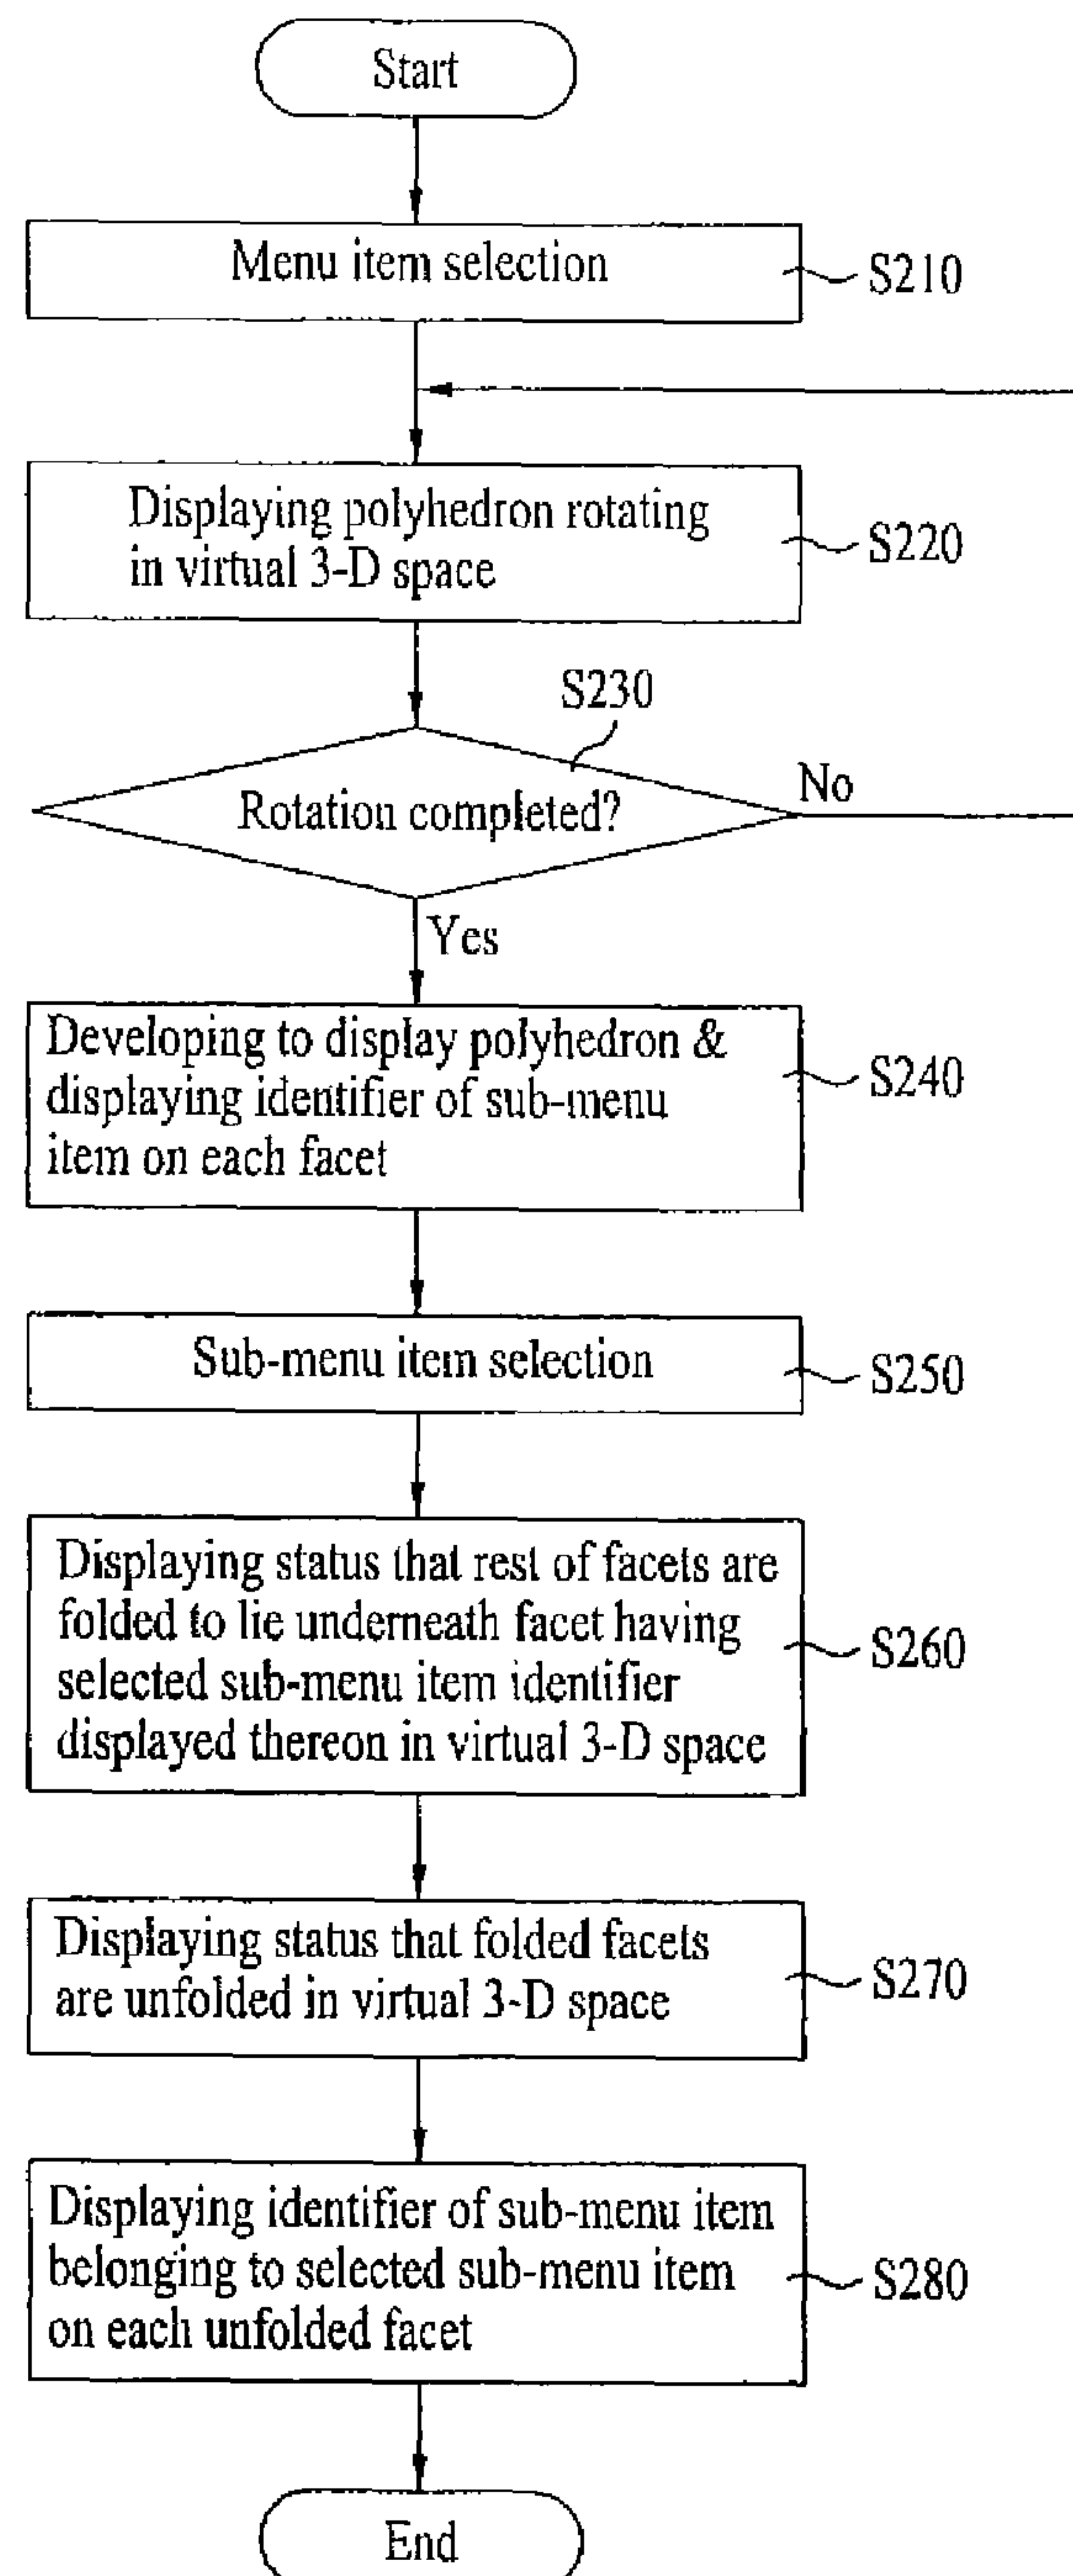 Start
Menu item selection
S210
Displaying polyhedron rotating
in virtual 3-D space
S220
S230
Rotation completed?
No
Yes
Developing to display polyhedron &
displaying identifier of sub-menu
item on each facet
S240
Sub-menu item selection
S250
Displaying status that rest of facets are
folded to lie underneath facet having
selected sub-menu item identifier
displayed thereon in virtual 3-D space
S260
Displaying status that folded facets
are unfolded in virtual 3-D space
S270
Displaying identifier of sub-menu item
belonging to selected sub-menu item
on each unfolded facet
S280
End